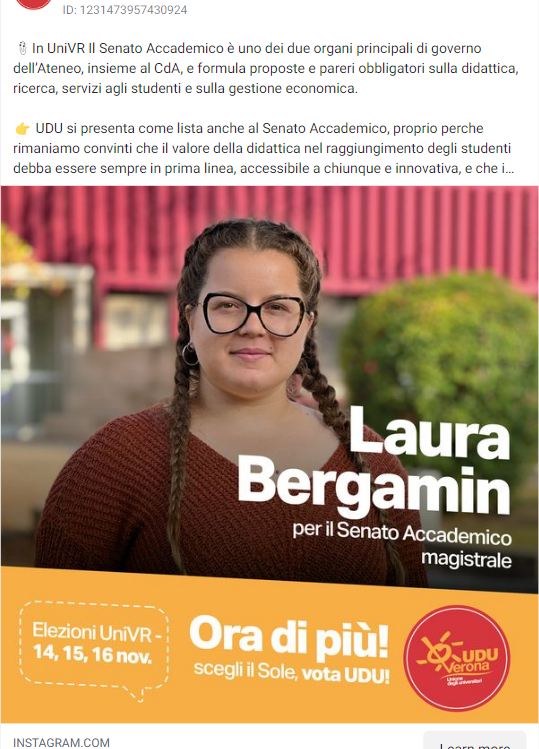 ID: 1231473957430924
In UniVR Il Senato Accademico è uno dei due organi principali di governo
dell'Ateneo, insieme al CdA, e formula proposte e pareri obbligatori sulla didattica,
ricerca, servizi agli studenti e sulla gestione economica.
👉 UDU si presenta come lista anche al Senato Accademico, proprio perche
rimaniamo convinti che il valore della didattica nel raggiungimento degli studenti
debba essere sempre in prima linea, accessibile a chiunque e innovativa, e che i...
Laura
Bergamin
per il Senato Accademico
magistrale
Elezioni UniVR -
14, 15, 16 nov.
Ora di più!
scegli il Sole, vota UDU!
UDU
Verona
Unione
degli universitari
INSTAGRAM.COM
Learn more